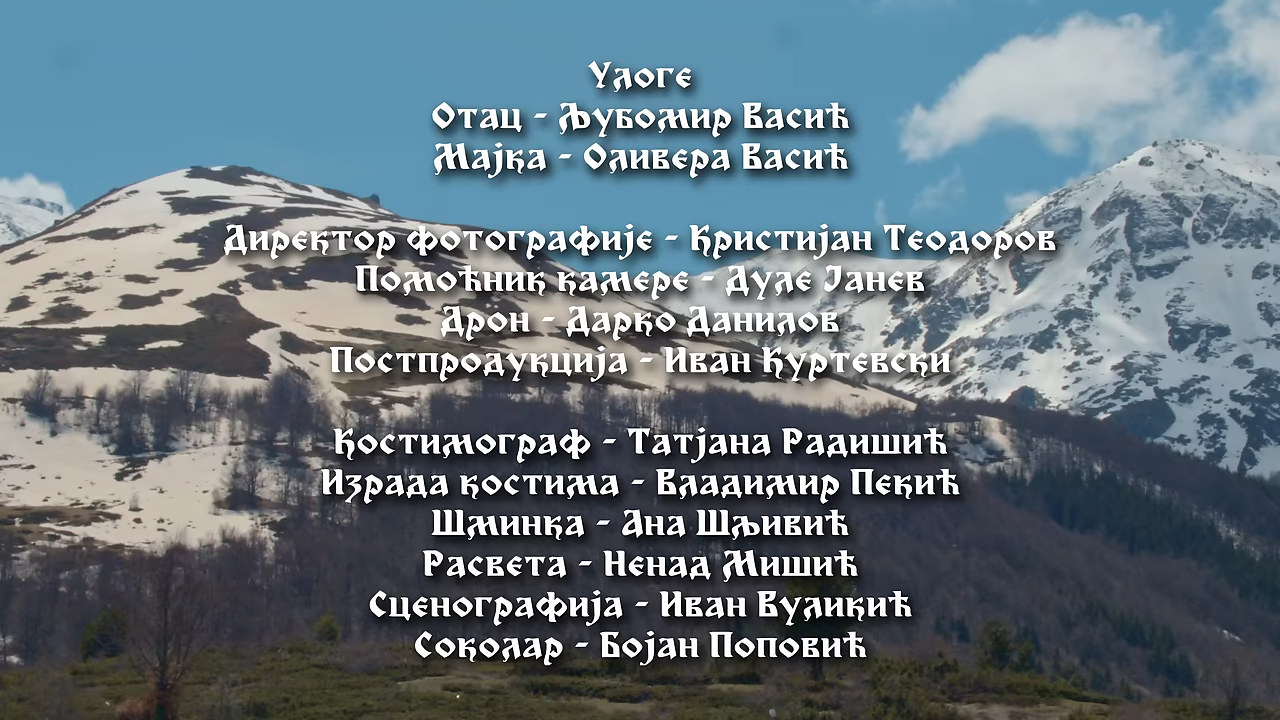 Улоге
Отац - Љубомир Васић
Мајка - Оливера Васић
Директор фотографије - Кристијан Теодоров
Помоћник камере - Дуле Јанев
Дрон - Дарко Данилов
Постпродукција - Иван Куртевски
Костимограф - Татјана Радишић
Израда костима - Владимир Пекић
Шминка - Ана Шљивић
Расвета - Ненад Мишић
Сценографија - Иван Вуликић
Соколар - Бојан Поповић